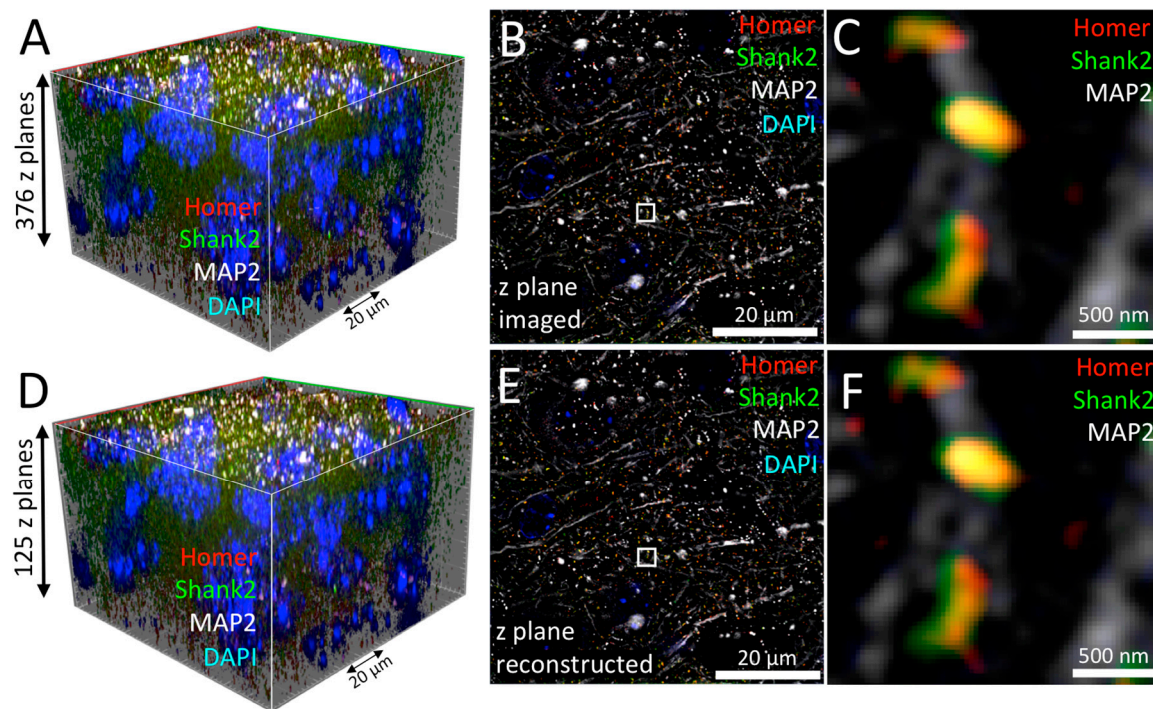 A
376 z planes
Homer
Shank2
MAP2
DAPI
20 µm
B
Homer
Shank2
MAP2
DAPI
z plane
imaged
20 µm
C
Homer
Shank2
MAP2
500 nm
D
125 z planes
Homer
Shank2
MAP2
DAPI
20 µm
E
Homer
Shank2
MAP2
DAPI
z plane
reconstructed
20 µm
F
Homer
Shank2
MAP2
500 nm